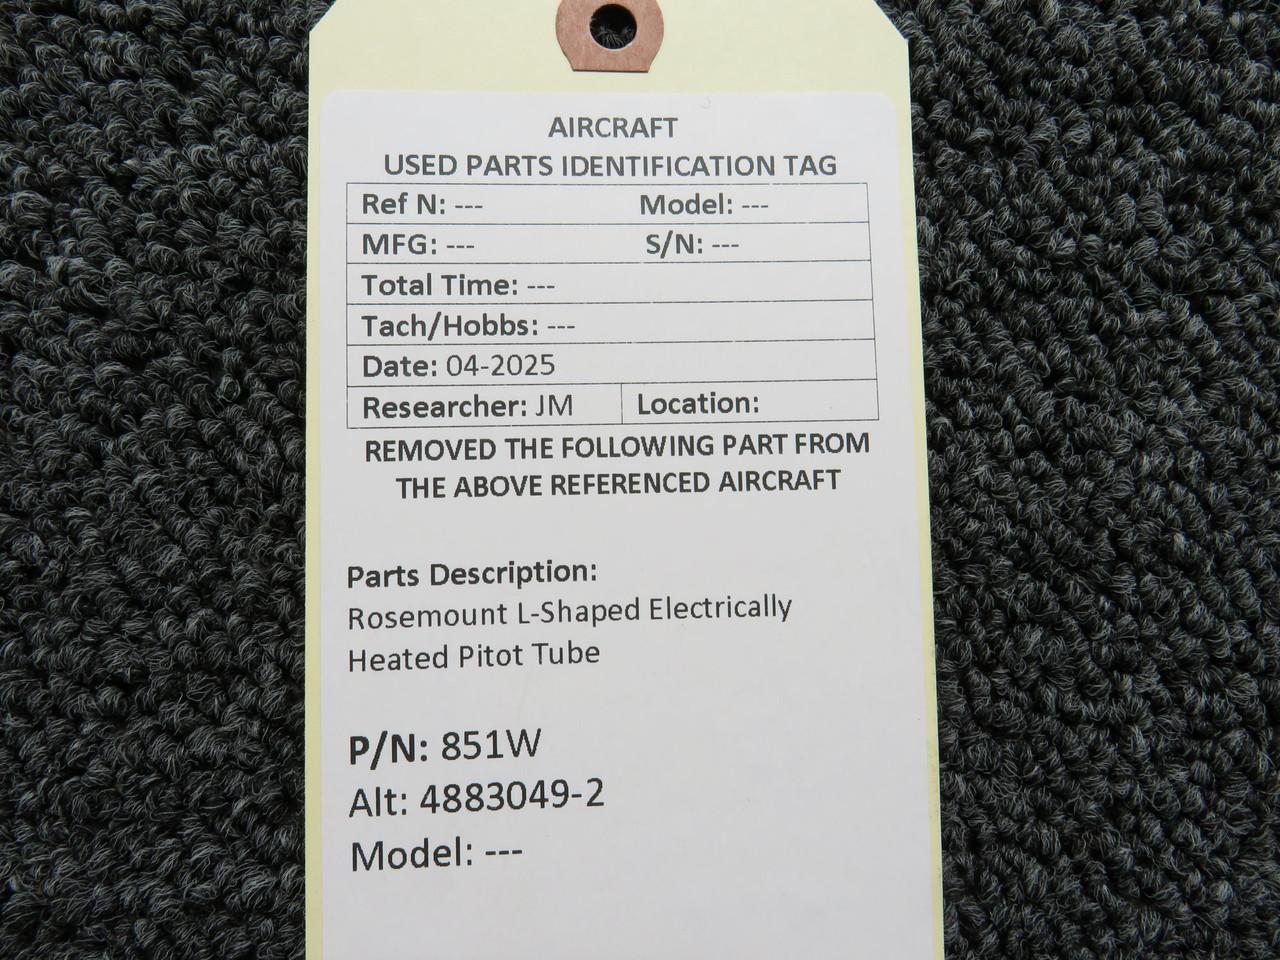 AIRCRAFT
USED PARTS IDENTIFICATION TAG
Ref N: --- Model: ---
MFG: --- S/N: ---
Total Time: ---
Tach/Hobbs: ---
Date: 04-2025
Researcher: JM Location:
REMOVED THE FOLLOWING PART FROM
THE ABOVE REFERENCED AIRCRAFT
Parts Description:
Rosemount L-Shaped Electrically
Heated Pitot Tube
P/N: 851W
Alt: 4883049-2
Model: ---